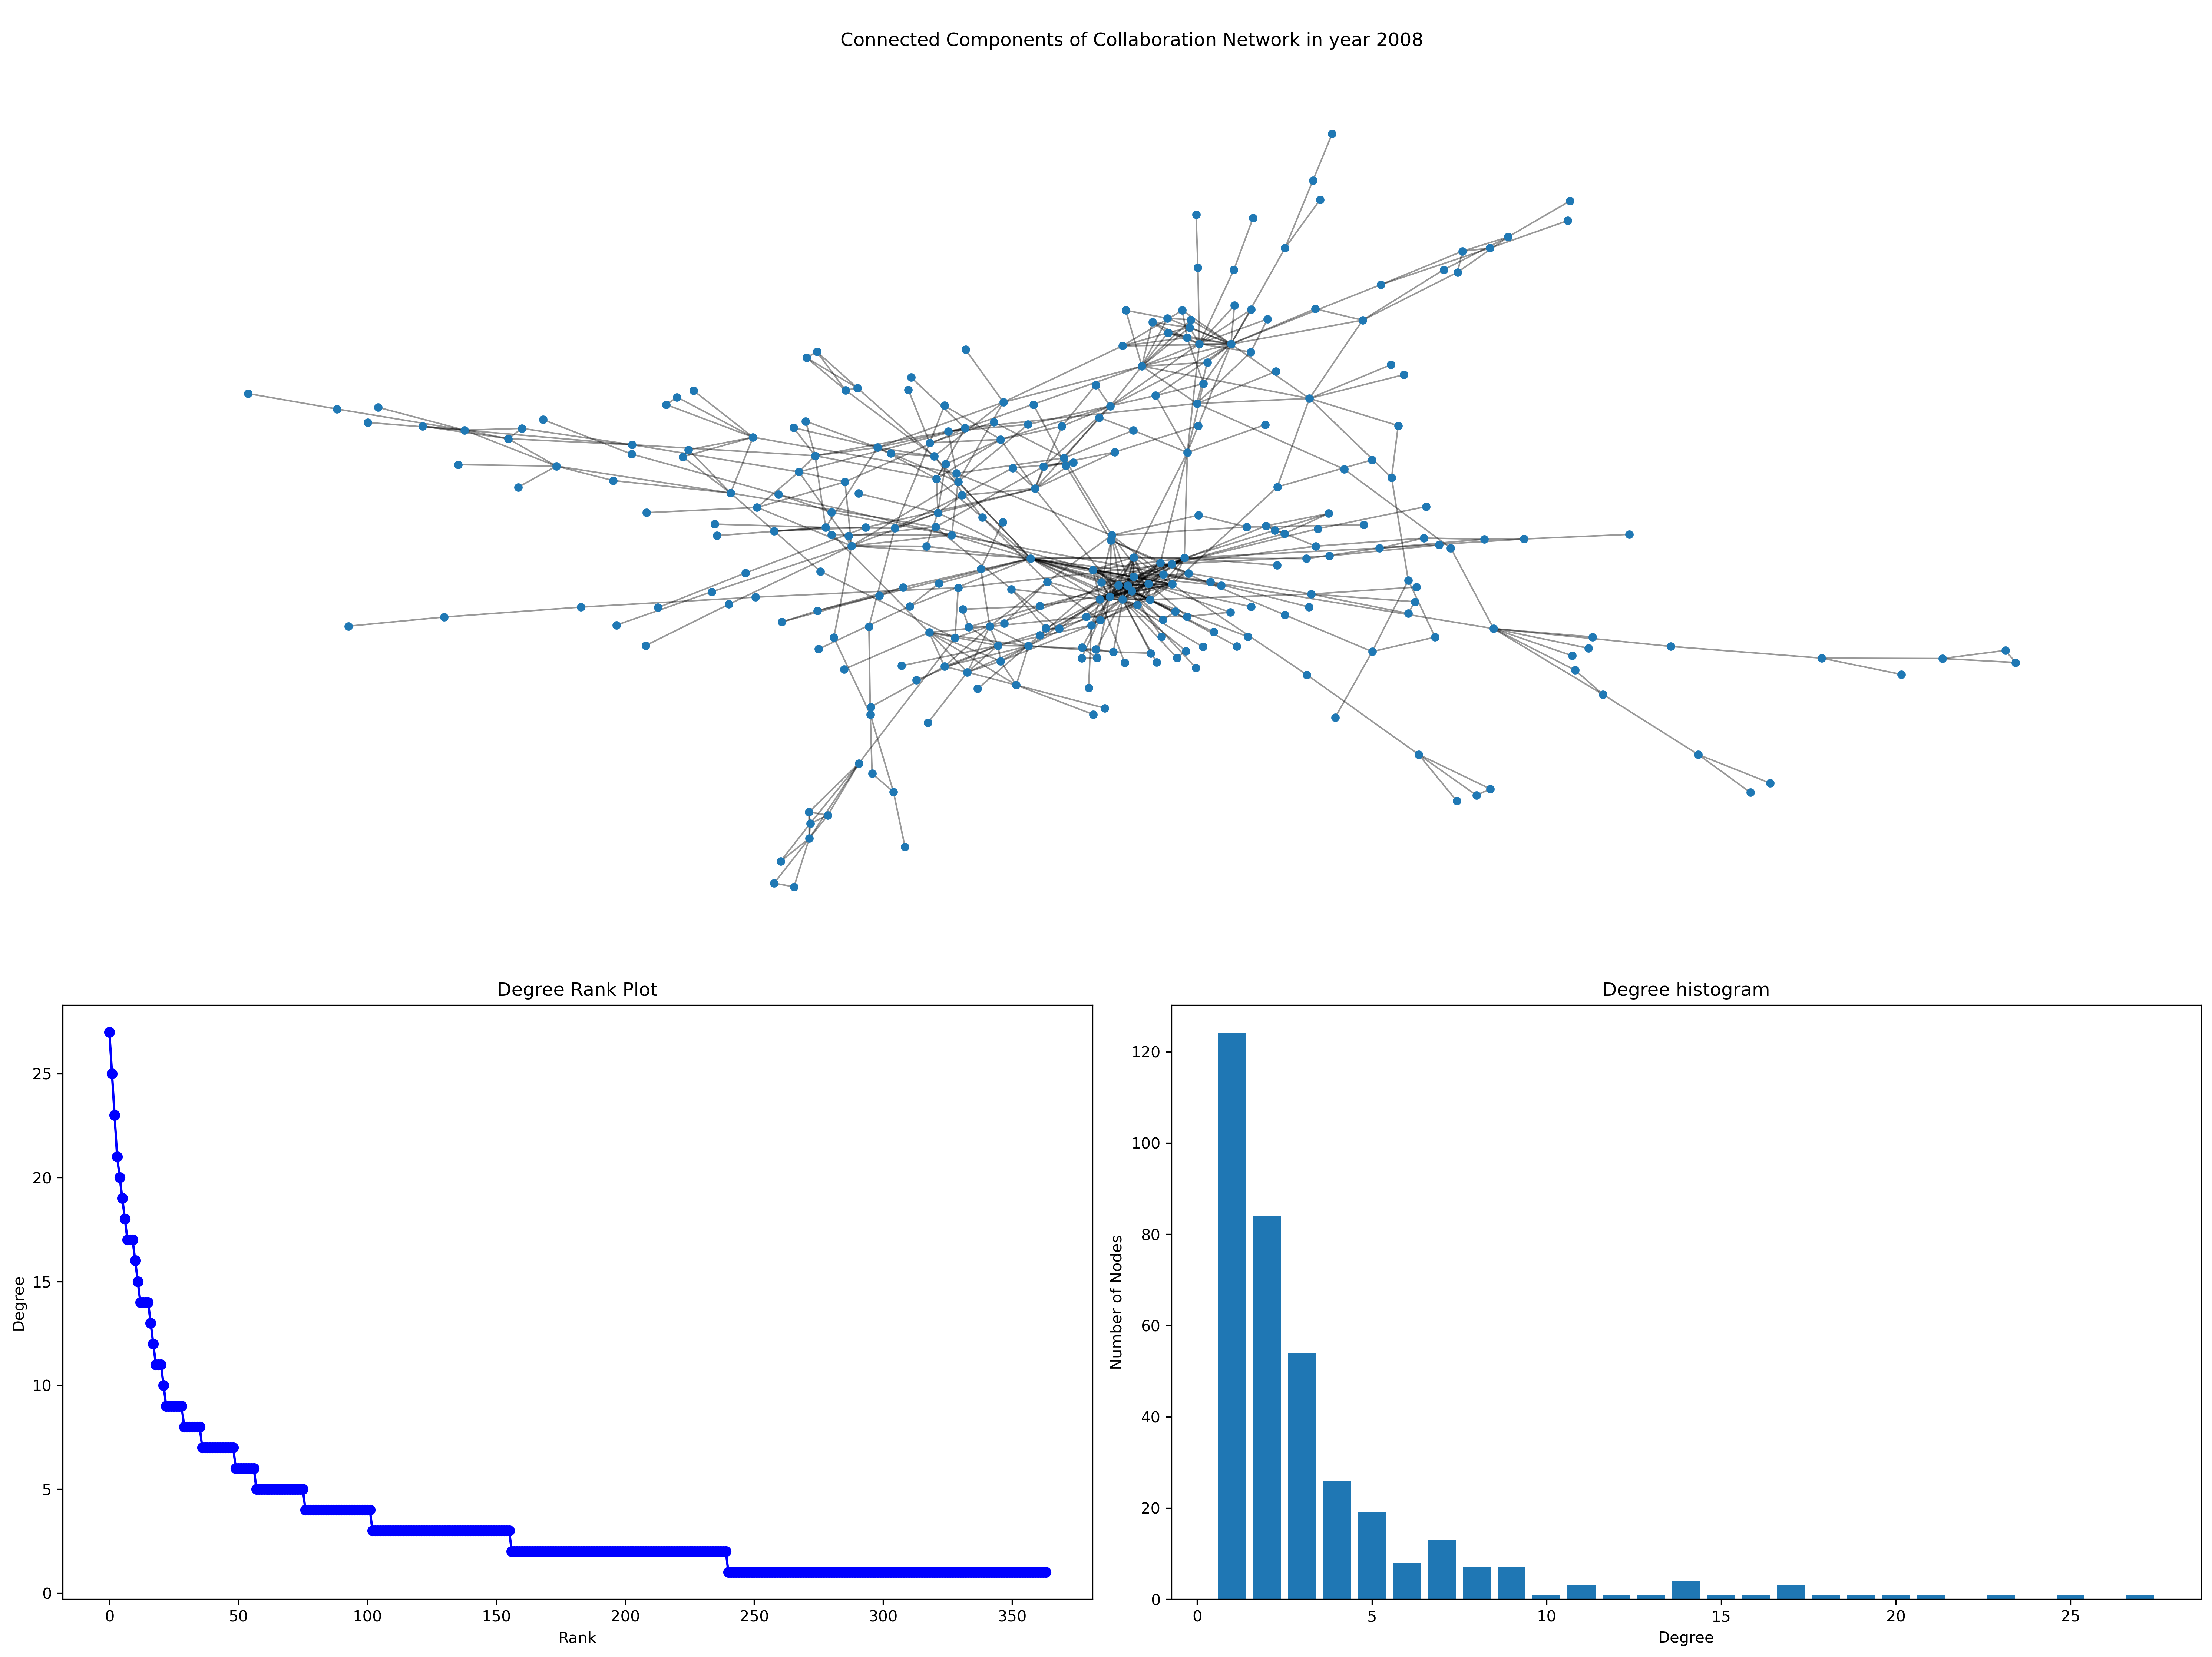 Connected Components of Collaboration Network in year 2008
Degree Rank Plot
Degree
25
20
15
10
5
0
0 50 100 150 200 250 300 350
Rank
Degree histogram
Number of Nodes
120
100
80
60
40
20
0
0 5 10 15 20 25
Degree